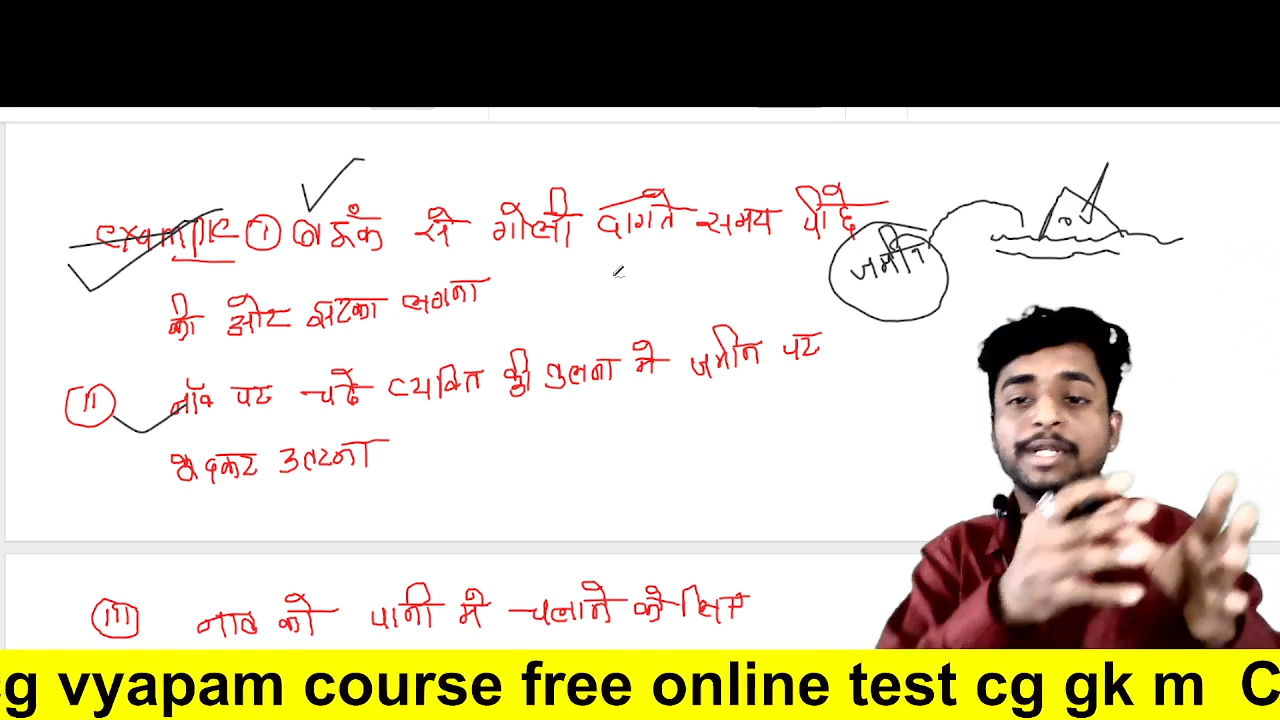 example ① बन्दूक से गोली दागते समय पीछे
जमीन
की ओर झटका लगना
II नाव पर चढे व्यक्ति की तुलना मे जमीन पर
कुदकर उतरना
III नाव को पानी मे चलाने के लिए
cg vyapam course free online test cg gk m C